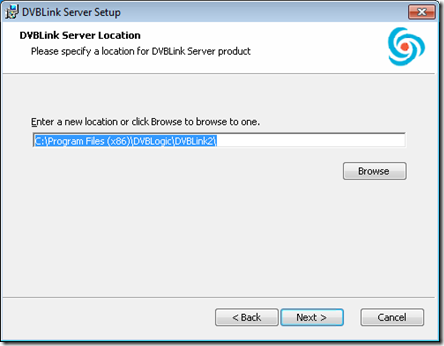 DVBLink Server Setup
DVBLink Server Location
Please specify a location for DVBLink Server product
Enter a new location or click Browse to browse to one.
C:\Program Files (x86)\DVBLogic\DVBLink2\
Browse
< Back
Next >
Cancel